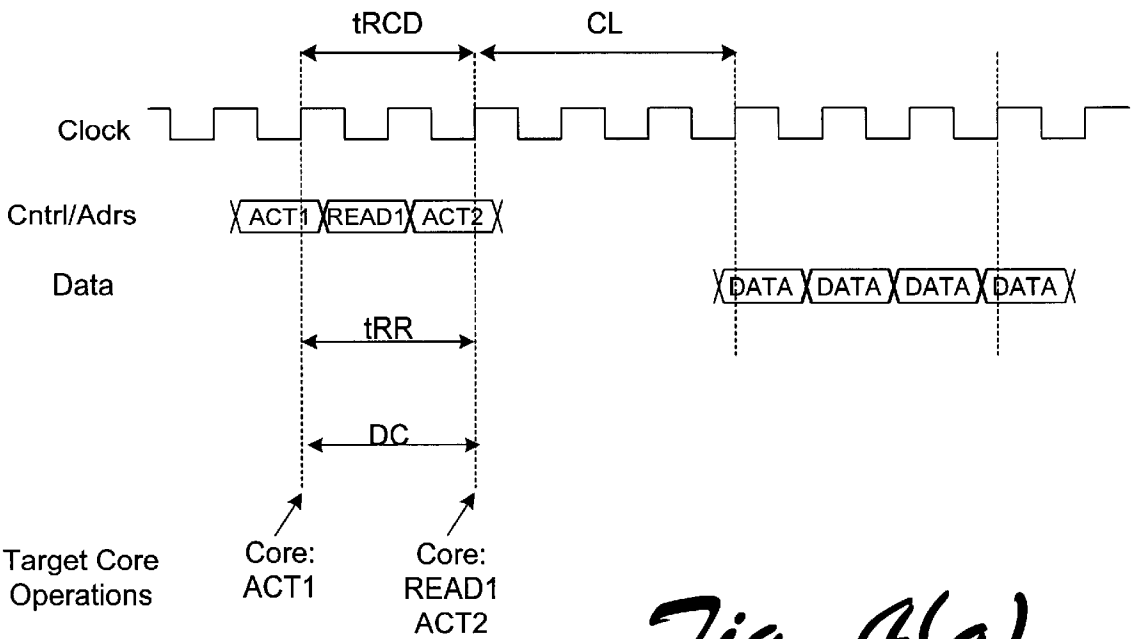 tRCD CL
Clock
Cntrl/Adrs ACT1 READ1 ACT2
Data DATA DATA DATA DATA
tRR
DC
Target Core
Operations
Core:
ACT1
Core:
READ1
ACT2